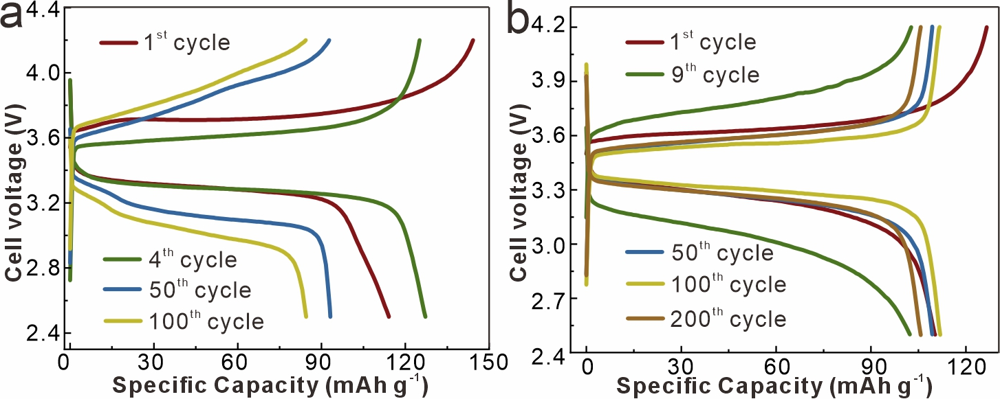 a
4.4
4.0
3.6
3.2
2.8
2.4
Cell voltage (V)
1st cycle
4th cycle
50th cycle
100th cycle
0 30 60 90 120 150
Specific Capacity (mAh g-1)
b
4.2
3.9
3.6
3.3
3.0
2.7
2.4
Cell voltage (V)
1st cycle
9th cycle
50th cycle
100th cycle
200th cycle
0 30 60 90 120
Specific Capacity (mAh g-1)